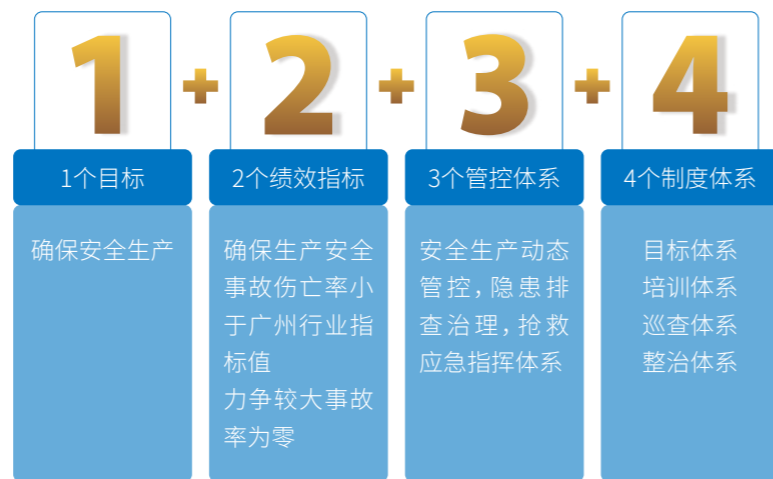 1 + 2 + 3 + 4
1个目标
确保安全生产
2个绩效指标
确保生产安全
事故伤亡率小
于广州行业指
标值
力争较大事故
率为零
3个管控体系
安全生产动态
管控，隐患排
查治理，抢救
应急指挥体系
4个制度体系
目标体系
培训体系
巡查体系
整治体系